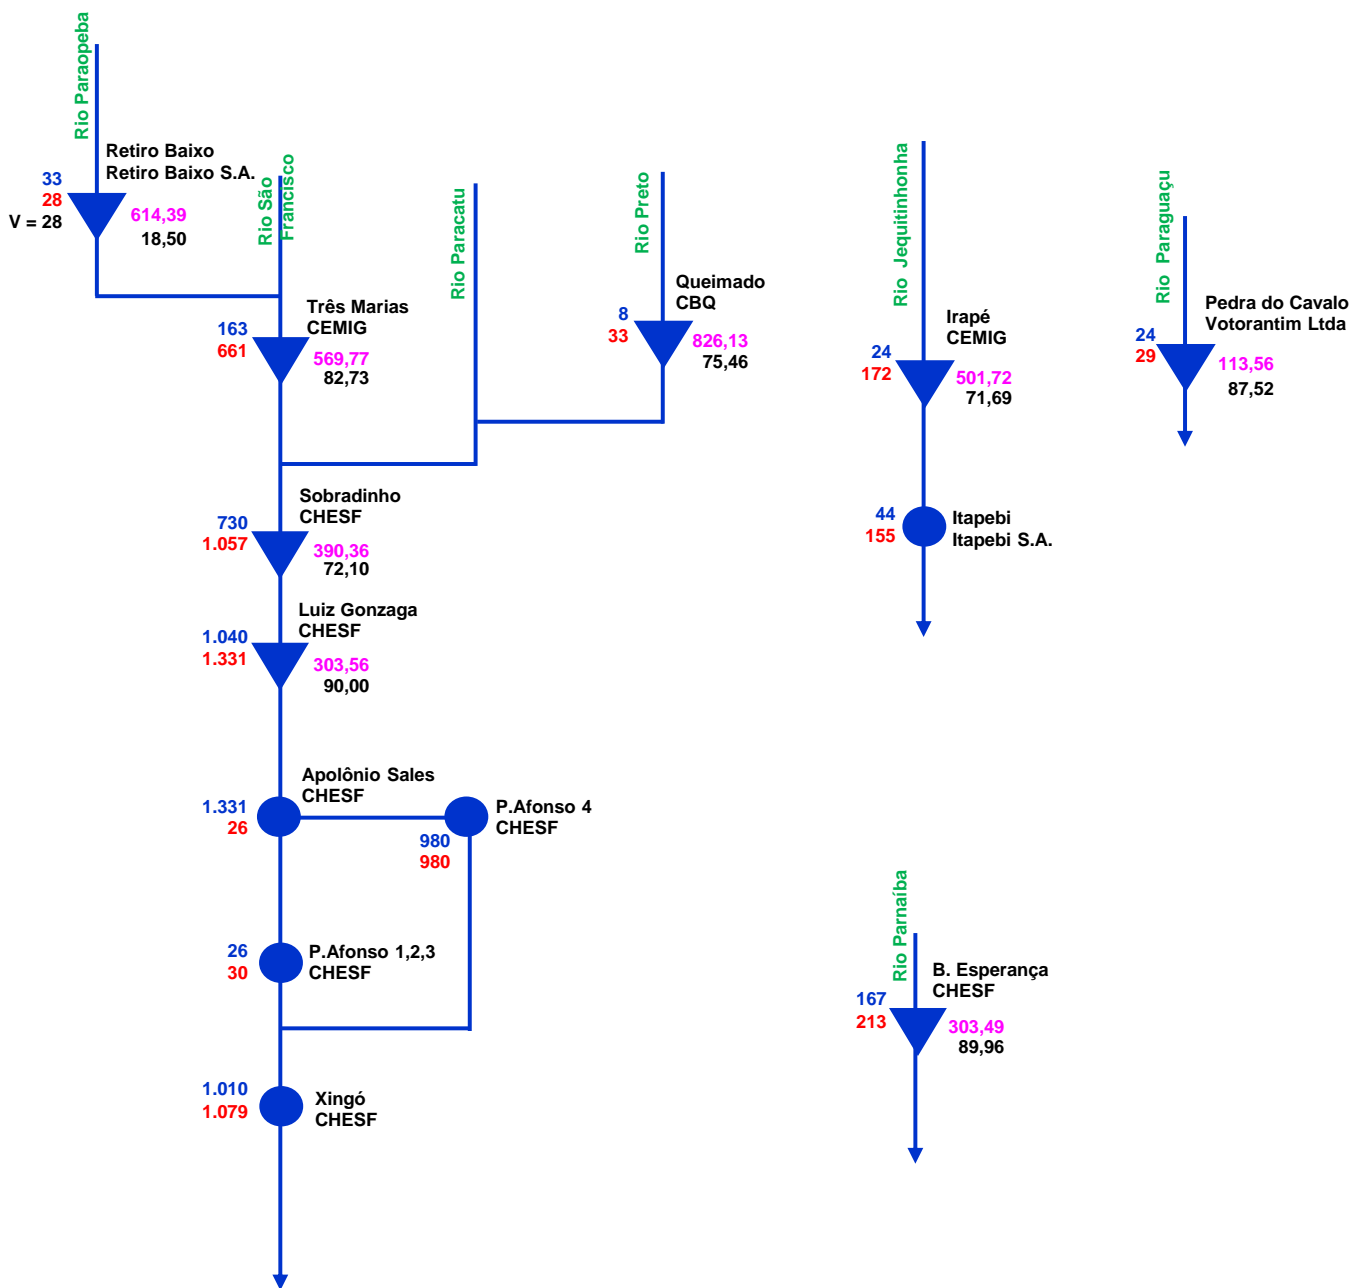 Rio Paraopeba
Retiro Baixo
Retiro Baixo S.A.
33
28
V = 28
614,39
18,50
Rio São
Francisco
Três Marias
CEMIG
163
661
569,77
82,73
Rio Paracatu
Rio Preto
Queimado
CBQ
8
33
826,13
75,46
Sobradinho
CHESF
730
1.057
390,36
72,10
Luiz Gonzaga
CHESF
1.040
1.331
303,56
90,00
Apolônio Sales
CHESF
1.331
26
P.Afonso 4
CHESF
980
980
P.Afonso 1,2,3
CHESF
26
30
Xingó
CHESF
1.010
1.079
Rio Jequitinhonha
Irapé
CEMIG
24
172
501,72
71,69
Itapebi
Itapebi S.A.
44
155
Rio Paraguaçu
Pedra do Cavalo
Votorantim Ltda
24
29
113,56
87,52
Rio Parnaíba
B. Esperança
CHESF
167
213
303,49
89,96